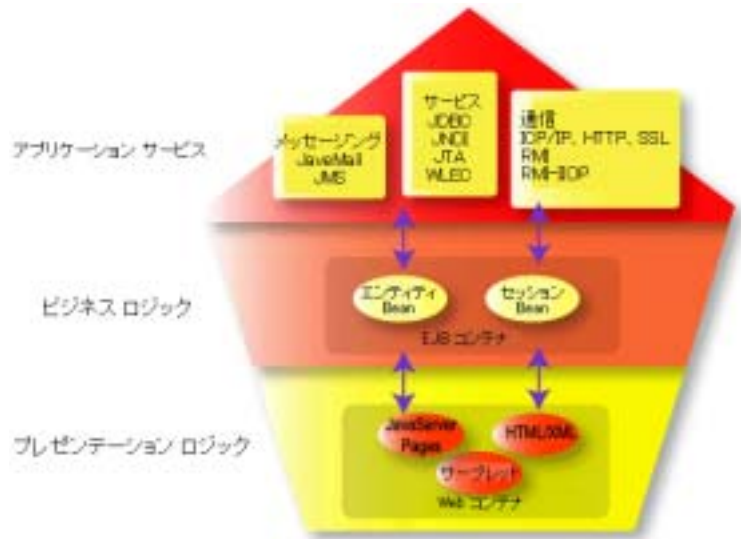 アプリケーション サービス
メッセージング
JavaMail
JMS
サービス
JDBC
JNDI
JTA
WLEC
通信
TCP/IP、HTTP、SSL
RMI
RMI-IIOP
ビジネス ロジック
エンティティ
Bean
セッション
Bean
EJB コンテナ
プレゼンテーション ロジック
JavaServer
Pages
HTML/XML
サーブレット
Web コンテナ